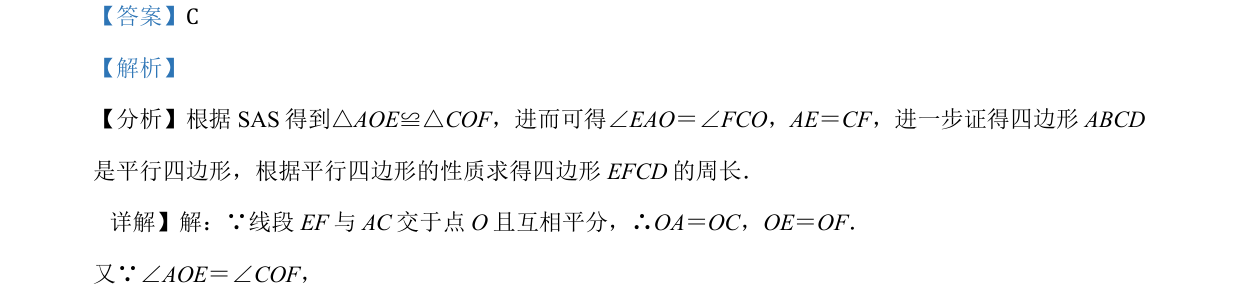 【答案】C
【解析】
【分析】根据 SAS 得到△AOE≌△COF，进而可得∠EAO＝∠FCO，AE＝CF，进一步证得四边形 ABCD
是平行四边形，根据平行四边形的性质求得四边形 EFCD 的周长．
详解】解：∵线段 EF 与 AC 交于点 O 且互相平分，∴OA＝OC，OE＝OF．
又∵∠AOE＝∠COF，